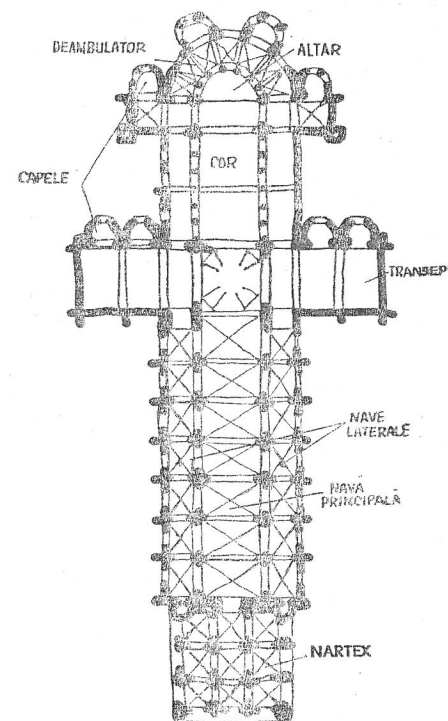 DEAMBULATOR
ALTAR
CAPELE
COR
TRANSEP
NAVE
LATERALE
NAVA
PRINCIPALĂ
NARTEX